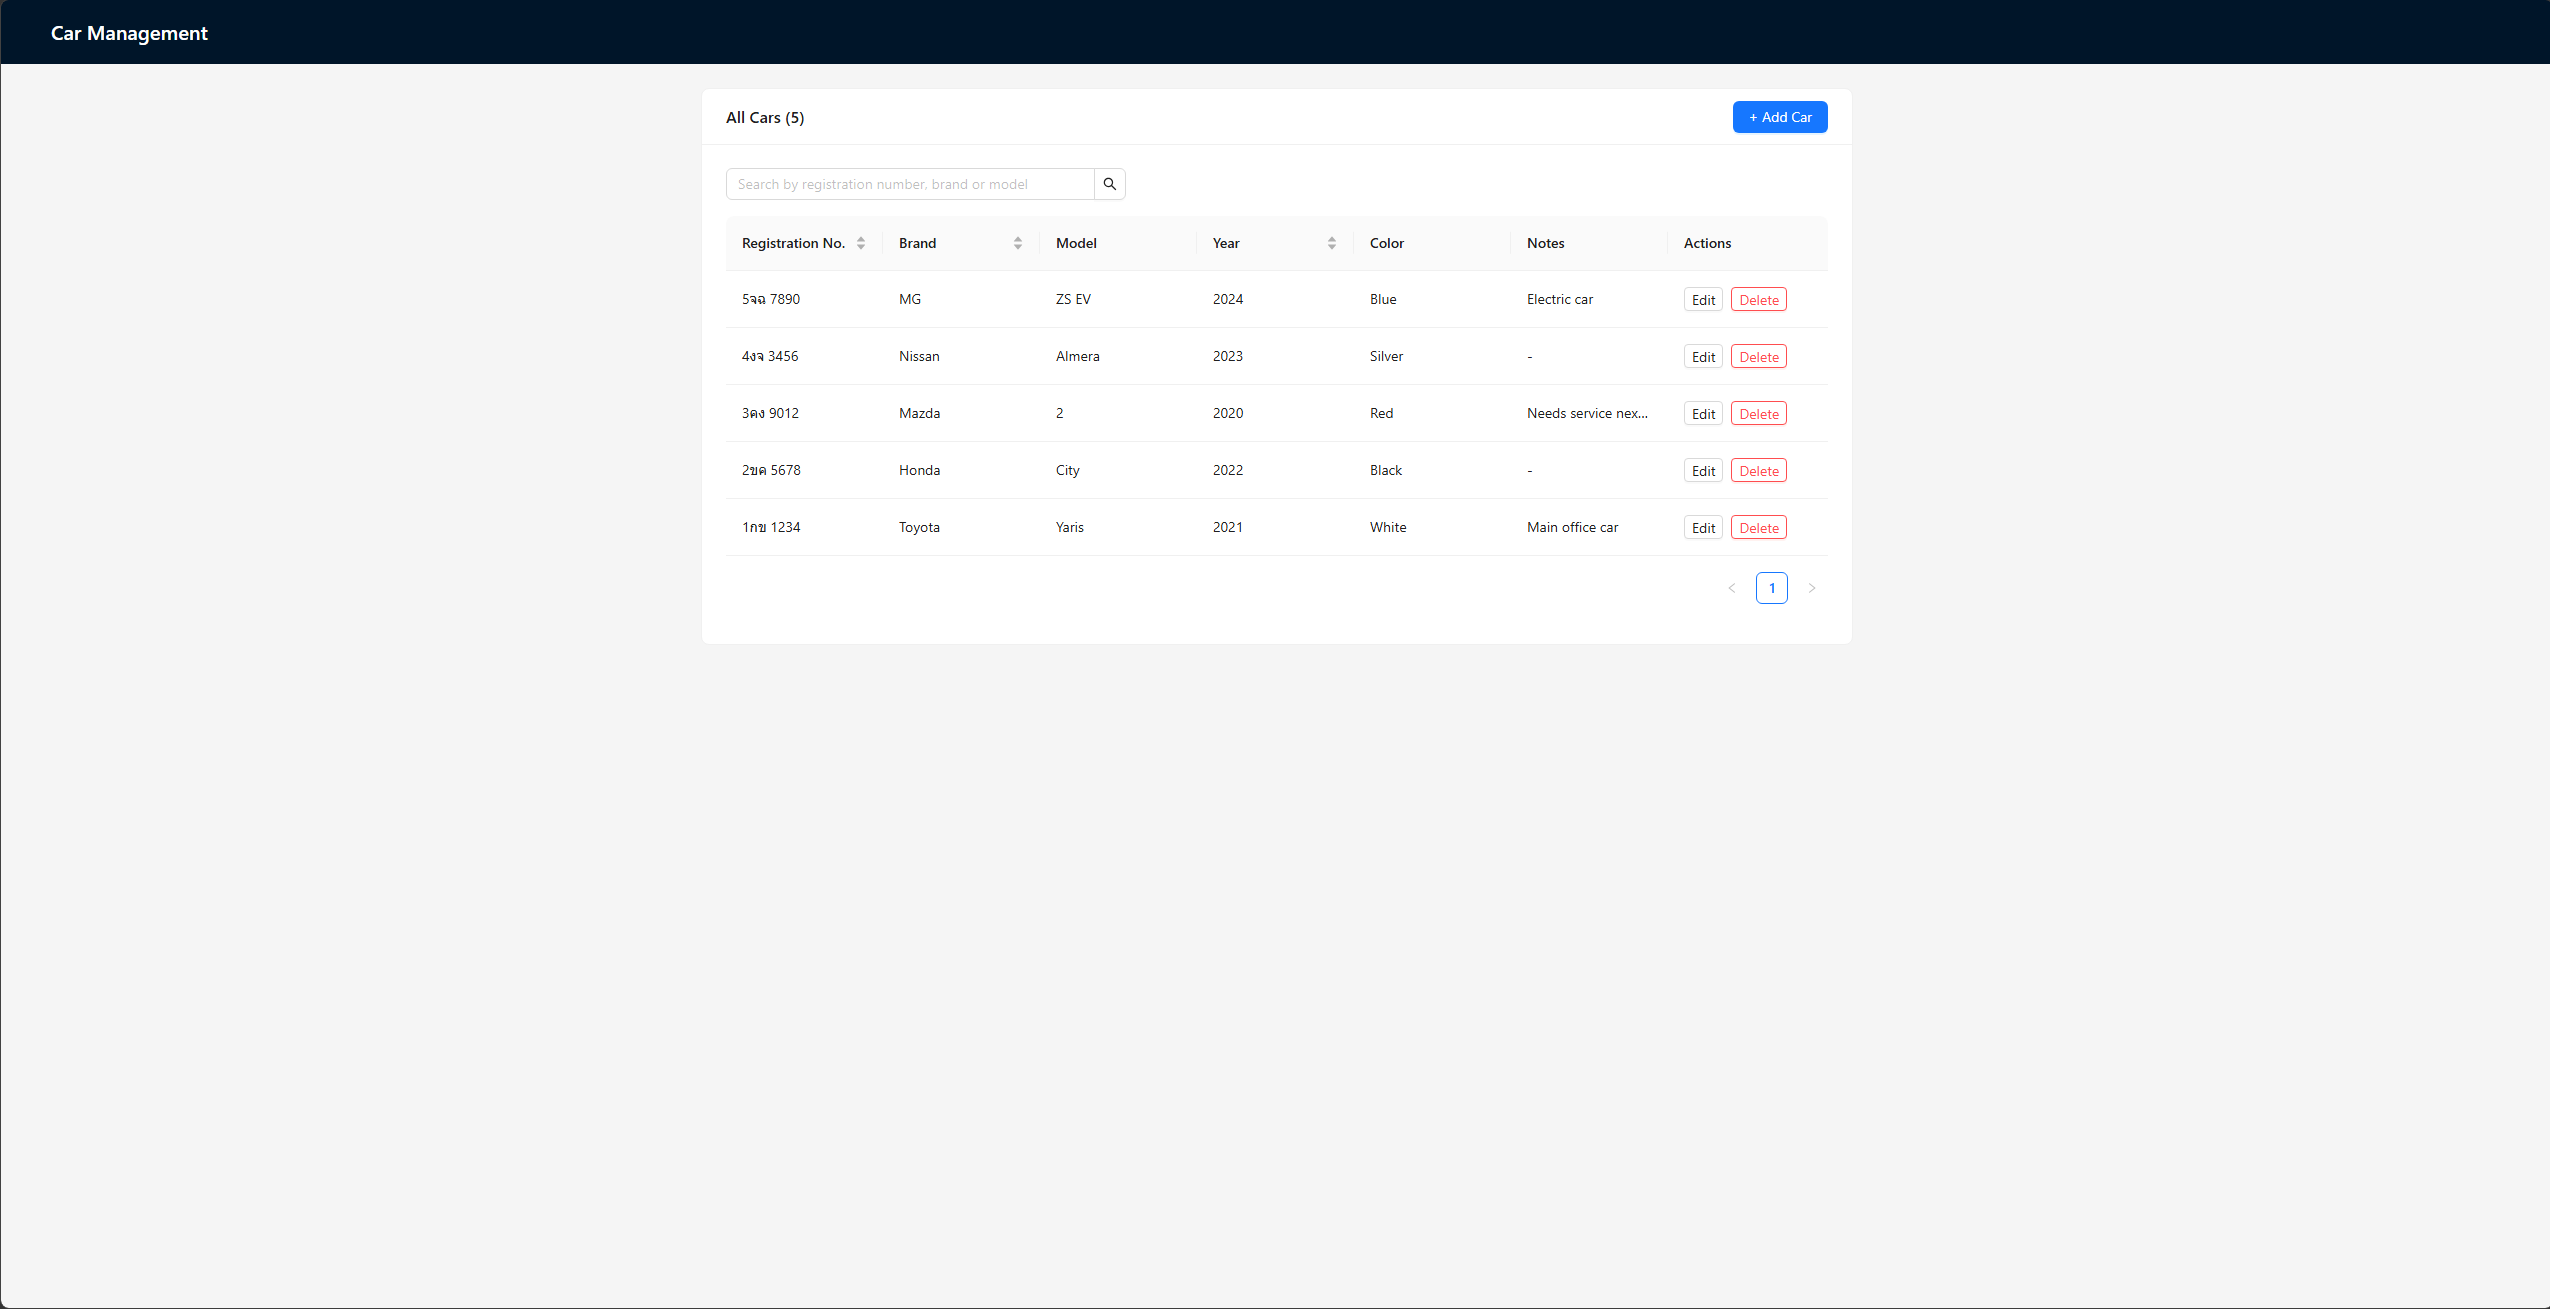 Car Management
All Cars (5)
+ Add Car
Search by registration number, brand or model
Registration No. Brand Model Year Color Notes Actions
5จฉ 7890 MG ZS EV 2024 Blue Electric car Edit Delete
4งจ 3456 Nissan Almera 2023 Silver - Edit Delete
3คง 9012 Mazda 2 2020 Red Needs service nex... Edit Delete
2ขค 5678 Honda City 2022 Black - Edit Delete
1กข 1234 Toyota Yaris 2021 White Main office car Edit Delete
< 1 >